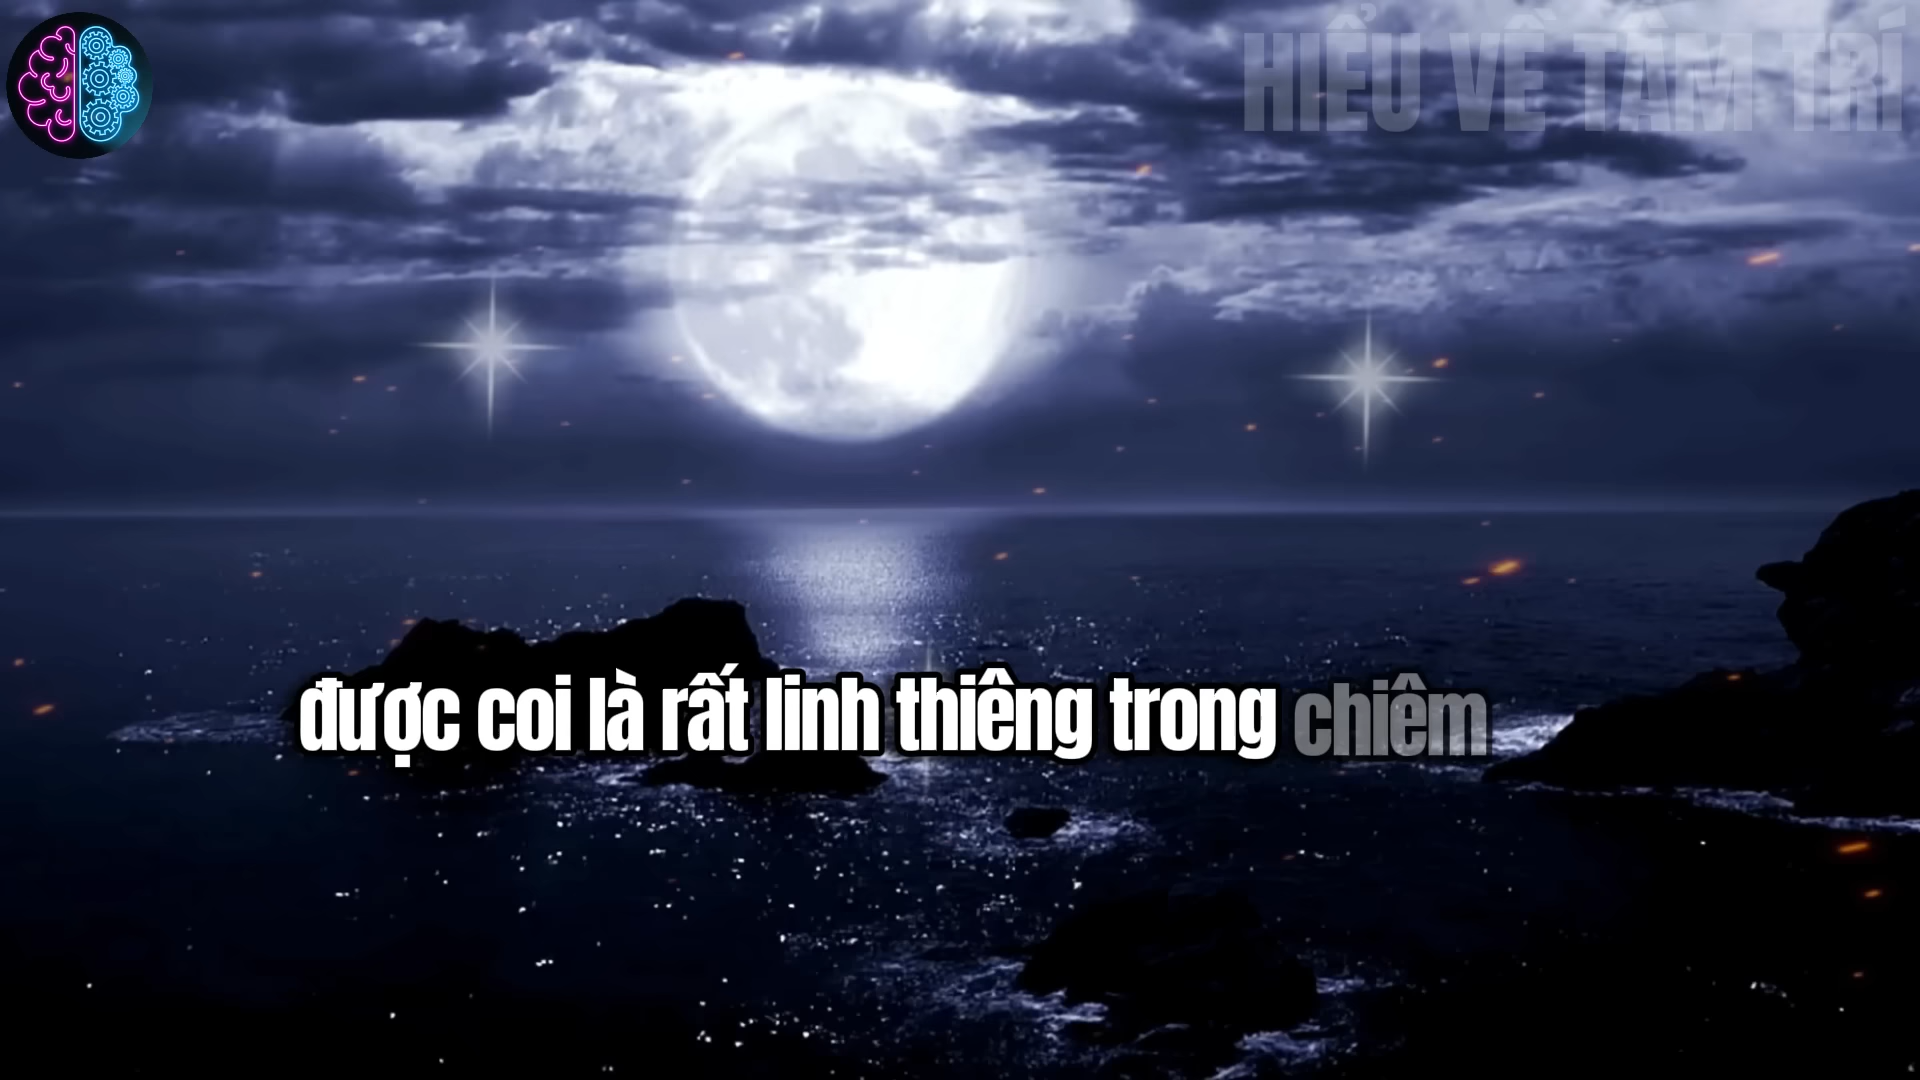 HIỂU VỀ TÂM TRÍ
được coi là rất linh thiêng trong chiêm